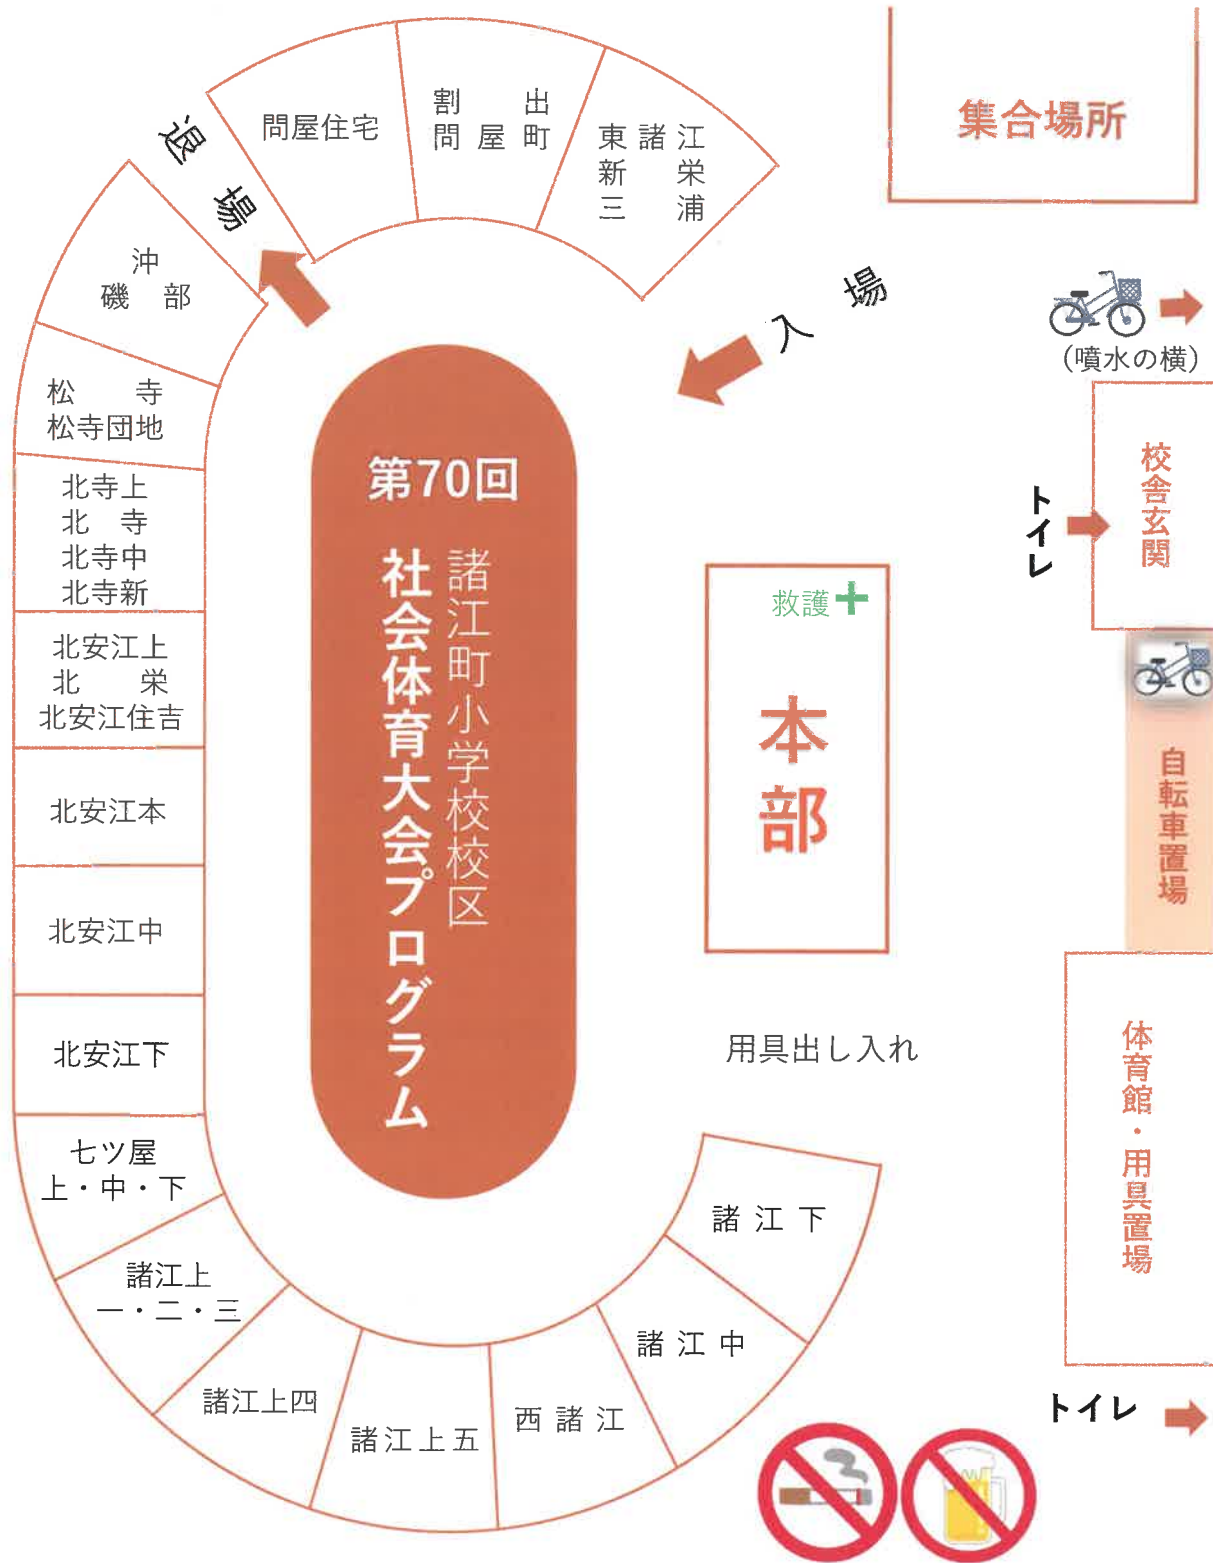 退場
問屋住宅
割出
問屋町
東諸江
新栄
三浦
集合場所
沖
磯部
入場
(噴水の横)
松寺
松寺団地
校舎玄関
トイレ
北寺上
北寺
北寺中
北寺新
第70回
諸江町小学校校区
社会体育大会プログラム
救護
本部
北安江上
北栄
北安江住吉
自転車置場
北安江本
北安江中
北安江下
用具出し入れ
体育館・用具置場
七ツ屋
上・中・下
諸江下
諸江上
一・二・三
諸江中
諸江上四
諸江上五
西諸江
トイレ